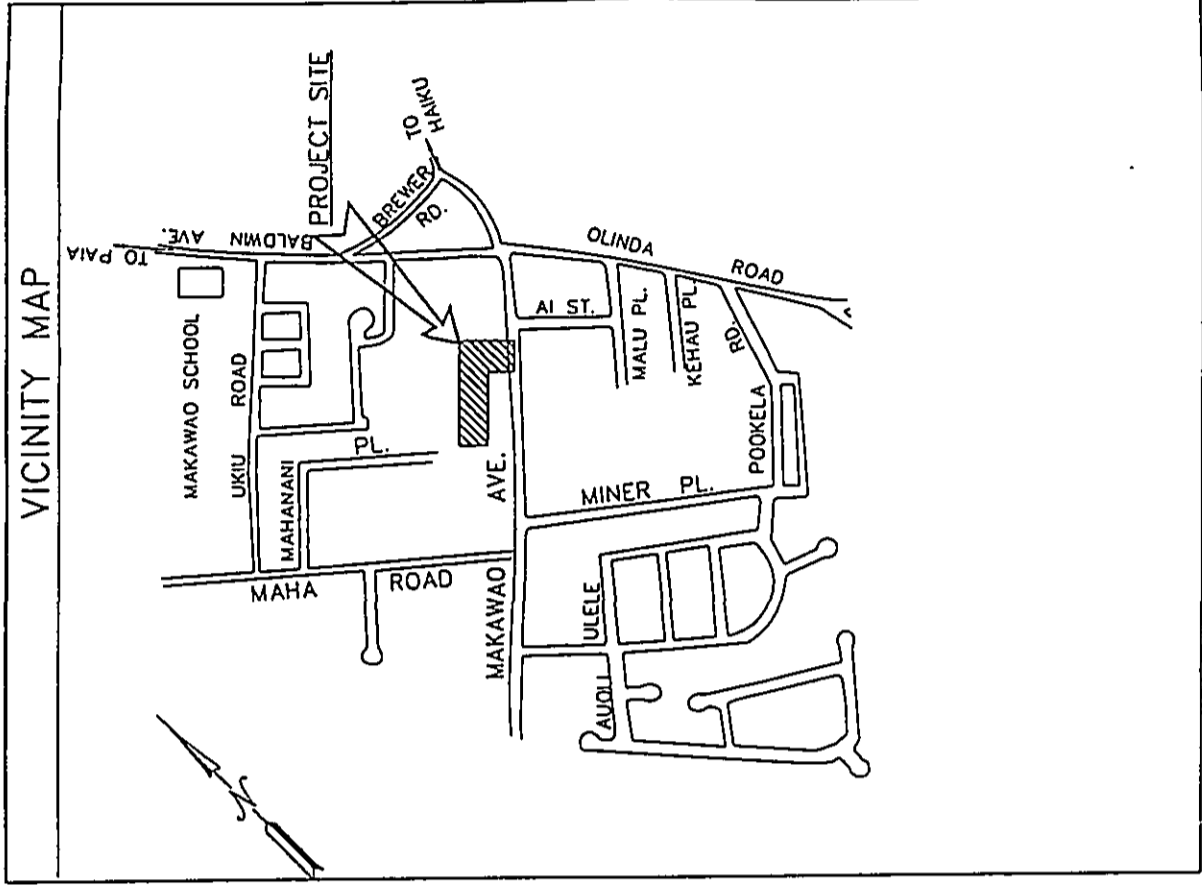 VICINITY MAP
PROJECT SITE
TO PAIA
BALDWIN AVE.
TO HAIKU
BREWER RD.
MAKAWAO SCHOOL
UKIU ROAD
MAHANANI PL.
MAHA ROAD
MAKAWAO AVE.
OLINDA ROAD
AI ST.
MALU PL.
KEHAU PL.
POOKELA RD.
MINER PL.
ULELE
AUOLI
N